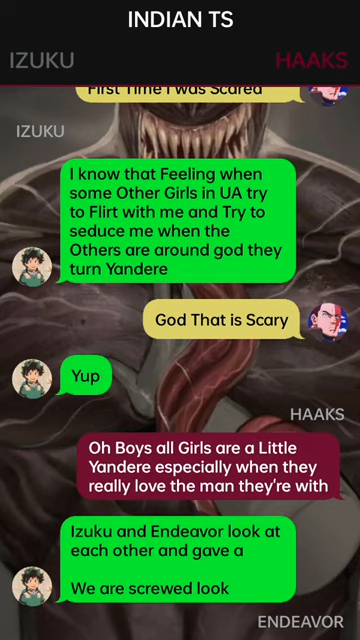 INDIAN TS
IZUKU
HAAKS
First Time I was Scared
IZUKU
I know that Feeling when
some Other Girls in UA try
to Flirt with me and Try to
seduce me when the
Others are around god they
turn Yandere
God That is Scary
Yup
HAAKS
Oh Boys all Girls are a Little
Yandere especially when they
really love the man they're with
Izuku and Endeavor look at
each other and gave a
We are screwed look
ENDEAVOR